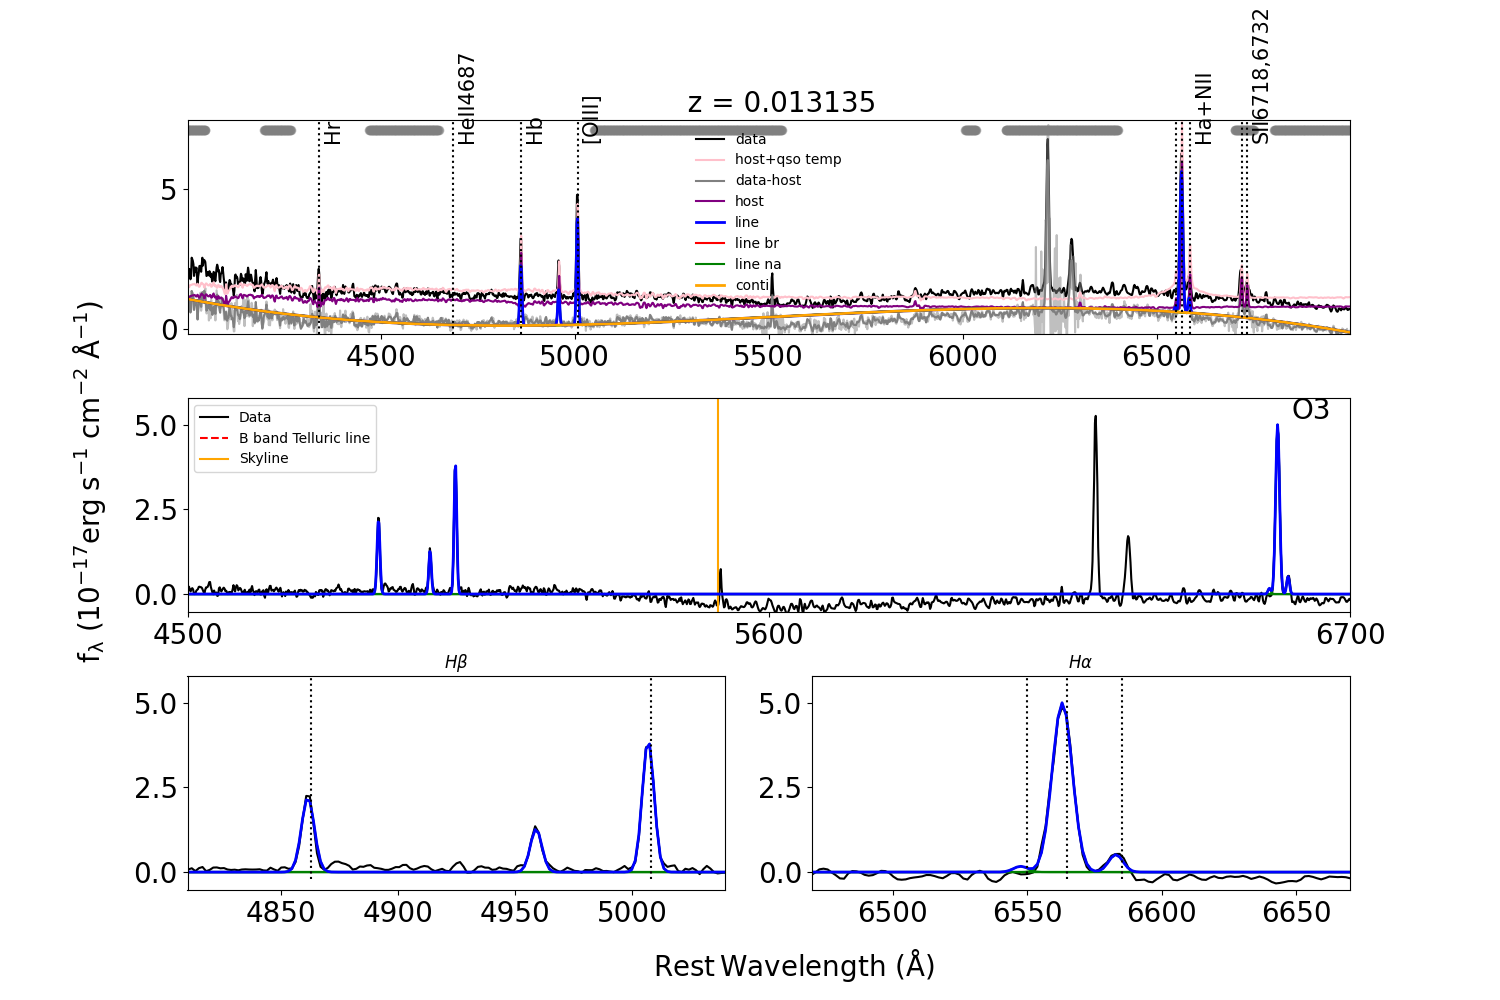 z = 0.013135
Hr
HeII4687
Hb
[OIII]
Ha+NII
SII6718,6732
data
host+qso temp
data-host
host
line
line br
line na
conti
5
0
4500 5000 5500 6000 6500
f_λ (10^−17 erg s^−1 cm^−2 Å^−1)
O3
Data
B band Telluric line
Skyline
5.0
2.5
0.0
4500 5600 6700
Hβ
5.0
2.5
0.0
4850 4900 4950 5000
Hα
5.0
2.5
0.0
6500 6550 6600 6650
Rest Wavelength (Å)